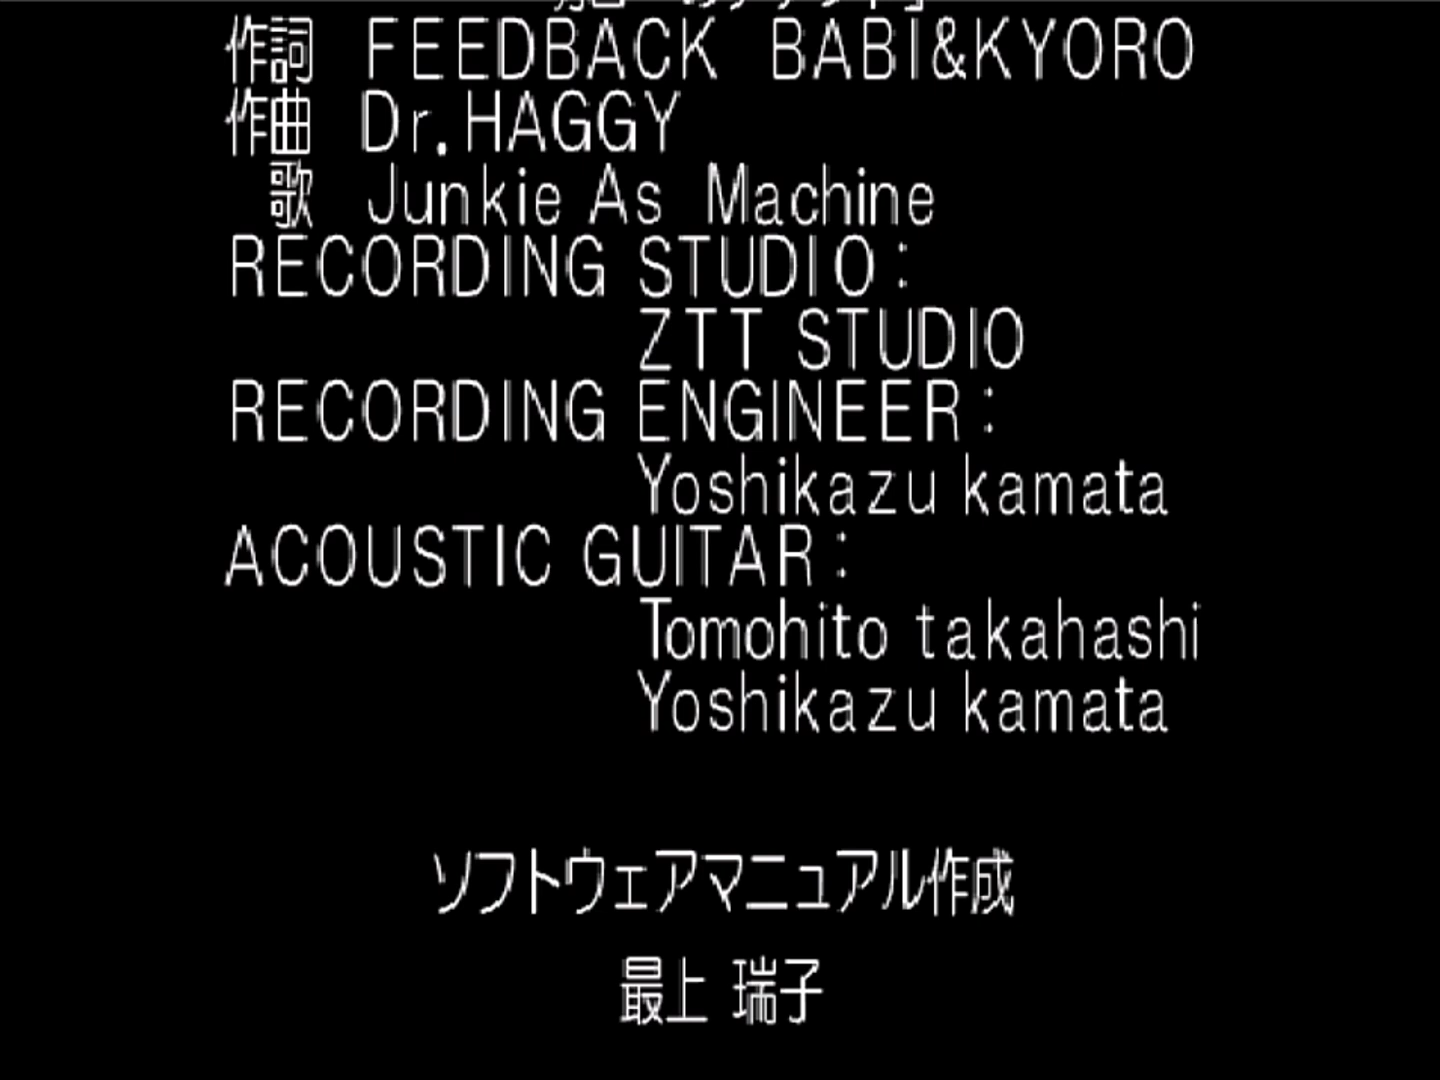 作詞 FEEDBACK BABI&KYORO
作曲 Dr.HAGGY
歌 Junkie As Machine
RECORDING STUDIO:
ZTT STUDIO
RECORDING ENGINEER:
Yoshikazu kamata
ACOUSTIC GUITAR:
Tomohito takahashi
Yoshikazu kamata
ソフトウェアマニュアル作成
最上 瑞子